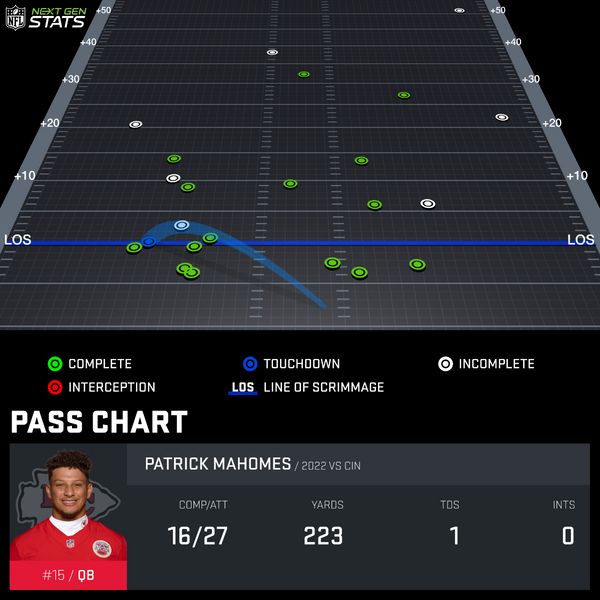 NFL NEXT GEN STATS
+50 +50
+40 +40
+30 +30
+20 +20
+10 +10
LOS LOS
COMPLETE TOUCHDOWN INCOMPLETE
INTERCEPTION LOS LINE OF SCRIMMAGE
PASS CHART
PATRICK MAHOMES / 2022 VS CIN
COMP/ATT YARDS TDS INTS
16/27 223 1 0
#15 / QB